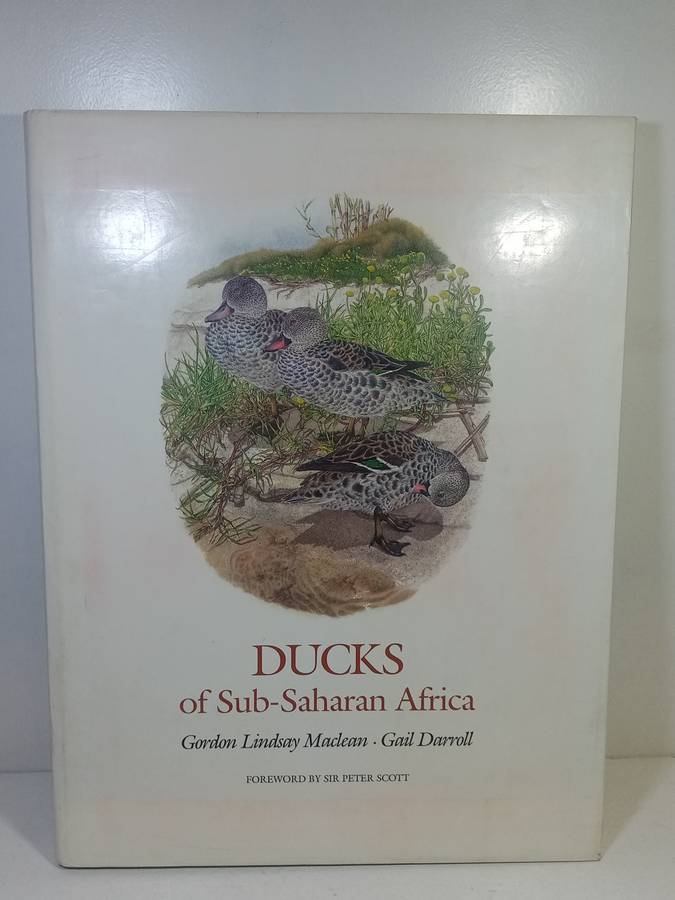 DUCKS
of Sub-Saharan Africa
Gordon Lindsay Maclean · Gail Darroll
FOREWORD BY SIR PETER SCOTT